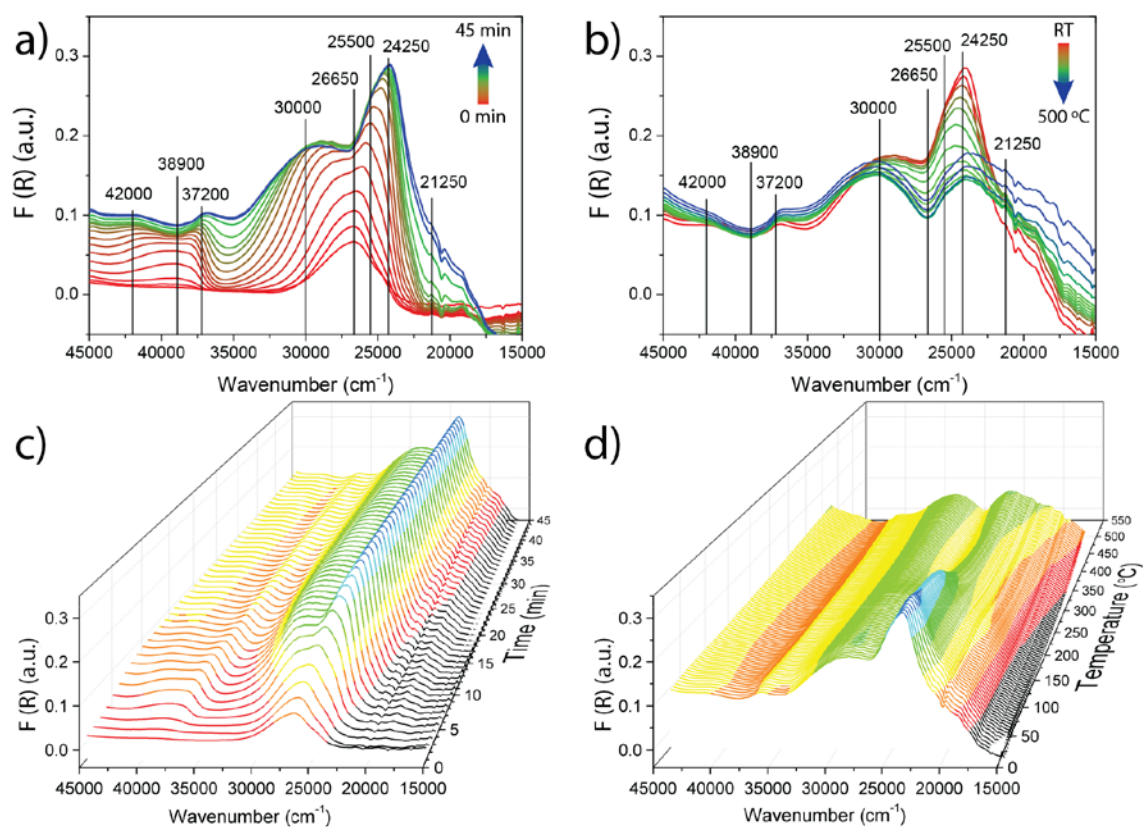 a)
45 min
0 min
42000
38900
37200
30000
26650
25500
24250
21250
F (R) (a.u.)
0.3
0.2
0.1
0.0
45000 40000 35000 30000 25000 20000 15000
Wavenumber (cm⁻¹)
b)
RT
500 ºC
42000
38900
37200
30000
26650
25500
24250
21250
F (R) (a.u.)
0.3
0.2
0.1
0.0
45000 40000 35000 30000 25000 20000 15000
Wavenumber (cm⁻¹)
c)
F (R) (a.u.)
0.3
0.2
0.1
0.0
45000 40000 35000 30000 25000 20000 15000
Wavenumber (cm⁻¹)
Time (min)
0
5
10
15
20
25
30
35
40
45
d)
F (R) (a.u.)
0.3
0.2
0.1
0.0
45000 40000 35000 30000 25000 20000 15000
Wavenumber (cm⁻¹)
Temperature (ºC)
0
50
100
150
200
250
300
350
400
450
500
550